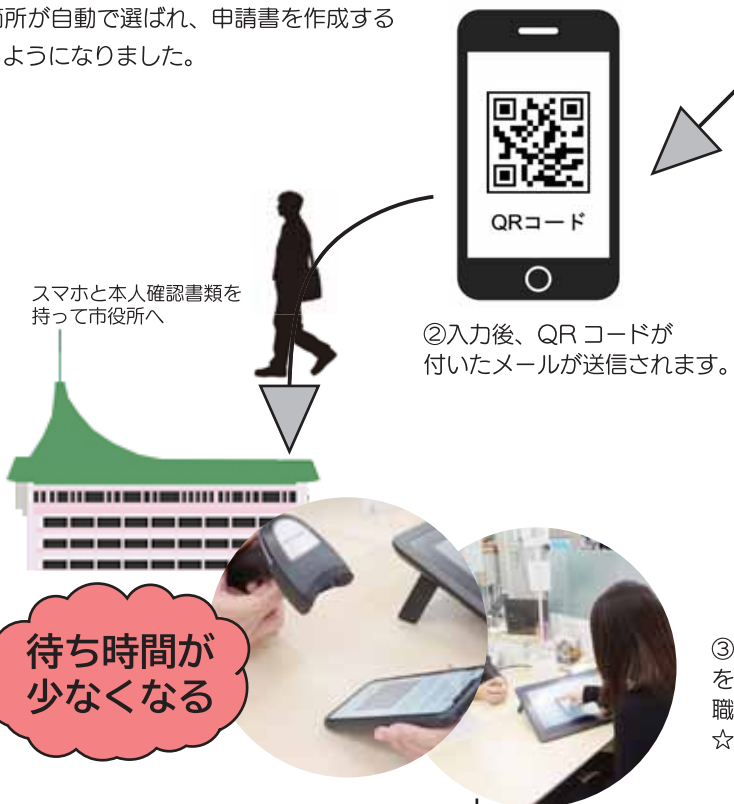 所が自動で選ばれ、申請書を作成する
ようになりました。
QRコード
②入力後、QR コードが
付いたメールが送信されます。
スマホと本人確認書類を
持って市役所へ
待ち時間が
少なくなる
③
を
職
☆